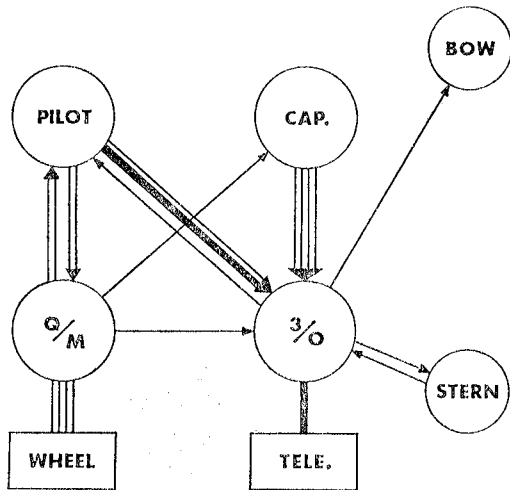 BOW
PILOT
CAP.
Q/M
3/O
STERN
WHEEL
TELE.